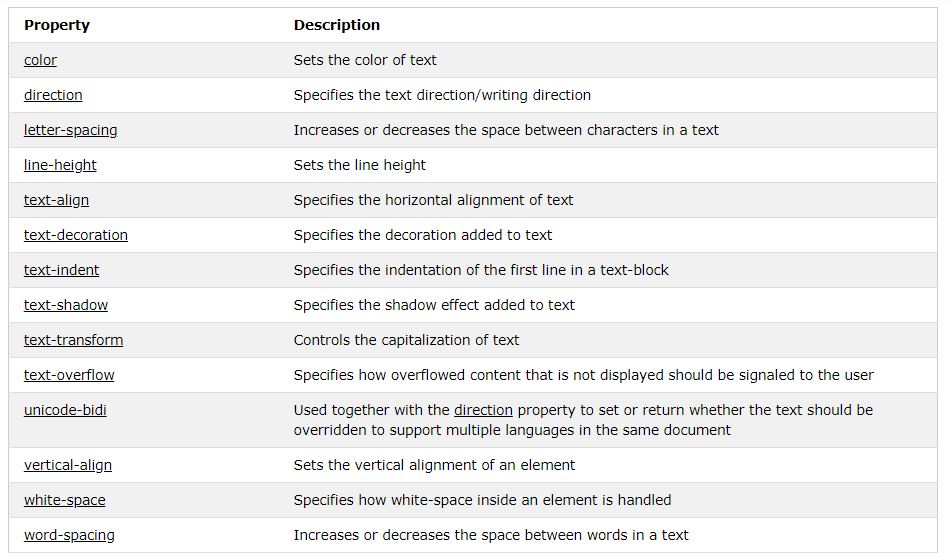 Property Description
color Sets the color of text
direction Specifies the text direction/writing direction
letter-spacing Increases or decreases the space between characters in a text
line-height Sets the line height
text-align Specifies the horizontal alignment of text
text-decoration Specifies the decoration added to text
text-indent Specifies the indentation of the first line in a text-block
text-shadow Specifies the shadow effect added to text
text-transform Controls the capitalization of text
text-overflow Specifies how overflowed content that is not displayed should be signaled to the user
unicode-bidi Used together with the direction property to set or return whether the text should be
overridden to support multiple languages in the same document
vertical-align Sets the vertical alignment of an element
white-space Specifies how white-space inside an element is handled
word-spacing Increases or decreases the space between words in a text